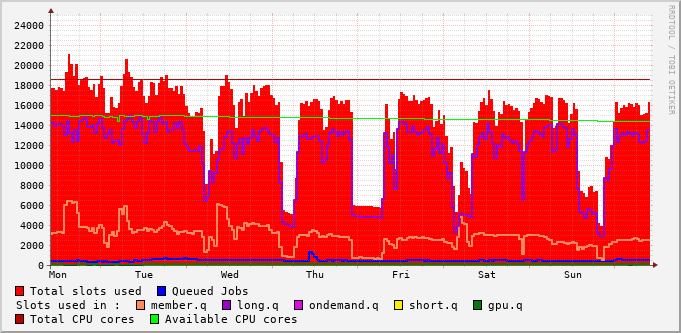 24000
22000
20000
18000
16000
14000
12000
10000
8000
6000
4000
2000
0
Mon Tue Wed Thu Fri Sat Sun
Total slots used Queued Jobs
Slots used in : member.q long.q ondemand.q short.q gpu.q
Total CPU cores Available CPU cores
RRDTOOL / TOBI OETIKER